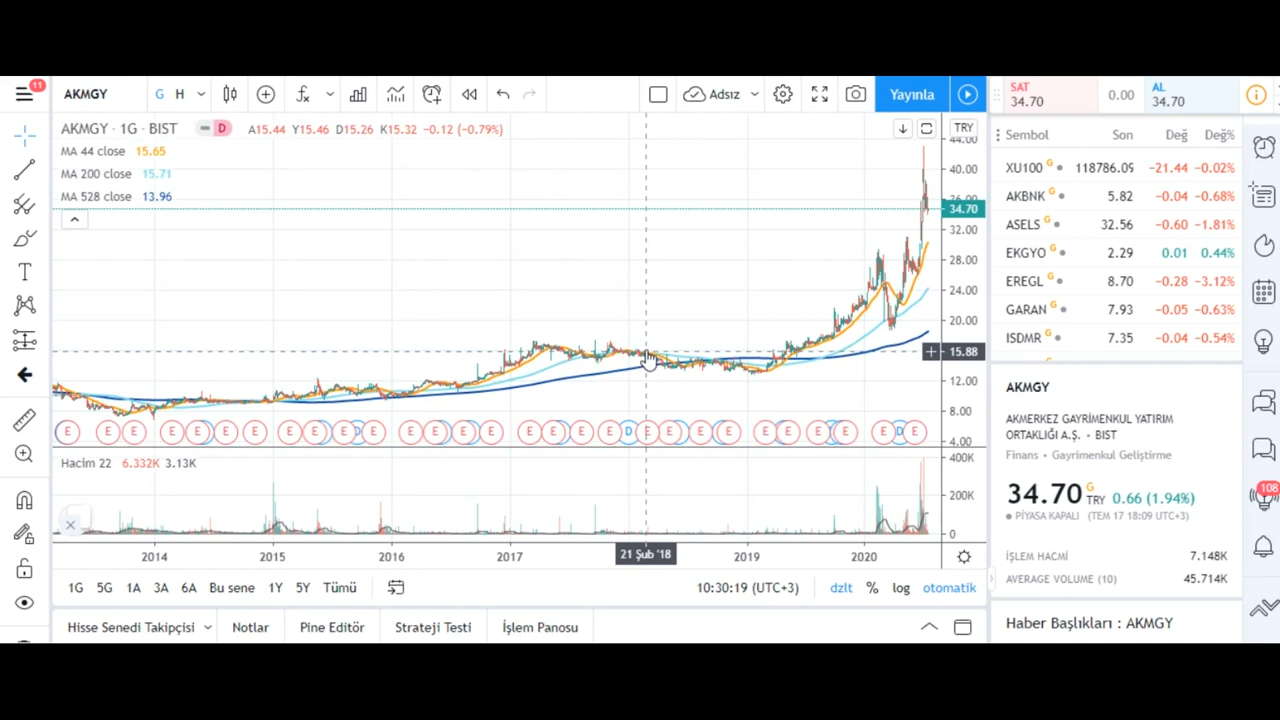 11
AKMGY G H fx Adsız Yayınla
SAT 34.70 0.00 AL 34.70
AKMGY · 1G · BIST D A15.44 Y15.46 D15.26 K15.32 -0.12 (-0.79%)
TRY
MA 44 close 15.65
MA 200 close 15.71
MA 528 close 13.96
44.00
40.00
36.00
34.70
32.00
28.00
24.00
20.00
15.88
12.00
8.00
4.00
E E E E E E E E E E D E E E E E E E E E D E E E E E E E E E D E
Hacim 22 6.332K 3.13K
400K
200K
0
2014 2015 2016 2017 21 Şub '18 2019 2020
1G 5G 1A 3A 6A Bu sene 1Y 5Y Tümü 10:30:19 (UTC+3) dzlt % log otomatik
Hisse Senedi Takipçisi Notlar Pine Editör Strateji Testi İşlem Panosu
Sembol Son Değ Değ%
XU100 G 118786.09 -21.44 -0.02%
AKBNK G 5.82 -0.04 -0.68%
ASELS G 32.56 -0.60 -1.81%
EKGYO G 2.29 0.01 0.44%
EREGL G 8.70 -0.28 -3.12%
GARAN G 7.93 -0.05 -0.63%
ISDMR G 7.35 -0.04 -0.54%
AKMGY
AKMERKEZ GAYRİMENKUL YATIRIM
ORTAKLIĞI A.Ş. • BIST
Finans • Gayrimenkul Geliştirme
34.70 G TRY 0.66 (1.94%)
PİYASA KAPALI (TEM 17 18:09 UTC+3)
108
İŞLEM HACMİ 7.148K
AVERAGE VOLUME (10) 45.714K
Haber Başlıkları : AKMGY